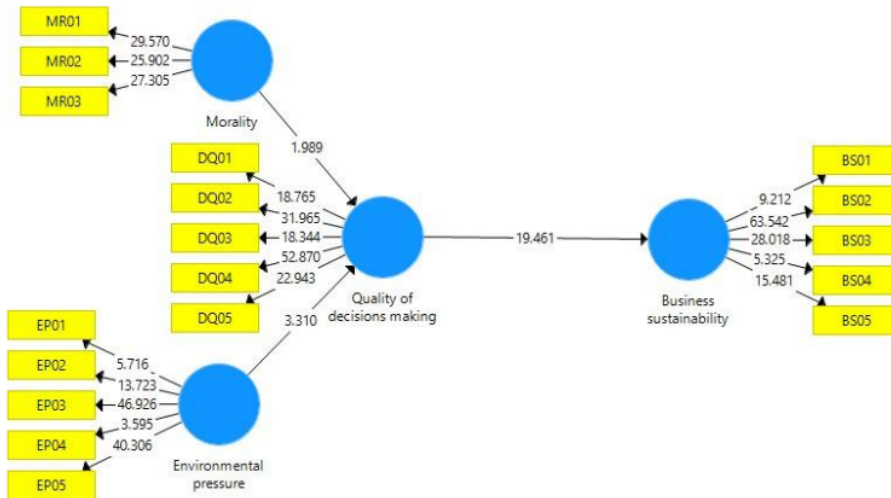 MR01
29.570
MR02
25.902
MR03
27.305
Morality
1.989
DQ01
18.765
DQ02
31.965
DQ03
18.344
DQ04
52.870
DQ05
22.943
Quality of
decisions making
19.461
BS01
9.212
BS02
63.542
BS03
28.018
BS04
5.325
BS05
15.481
Business
sustainability
3.310
EP01
5.716
EP02
13.723
EP03
46.926
EP04
3.595
EP05
40.306
Environmental
pressure